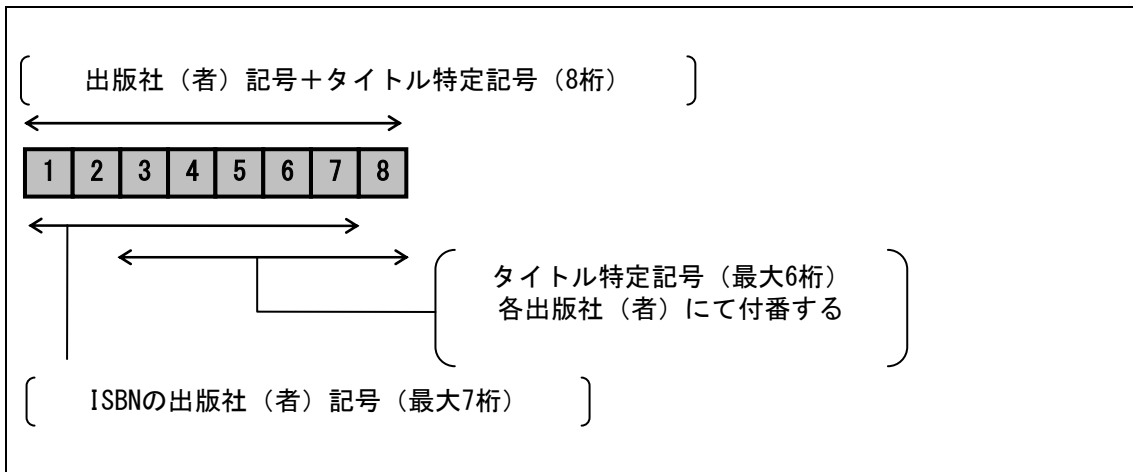 出版社（者）記号＋タイトル特定記号（8桁）
1 2 3 4 5 6 7 8
タイトル特定記号（最大6桁）
各出版社（者）にて付番する
ISBNの出版社（者）記号（最大7桁）